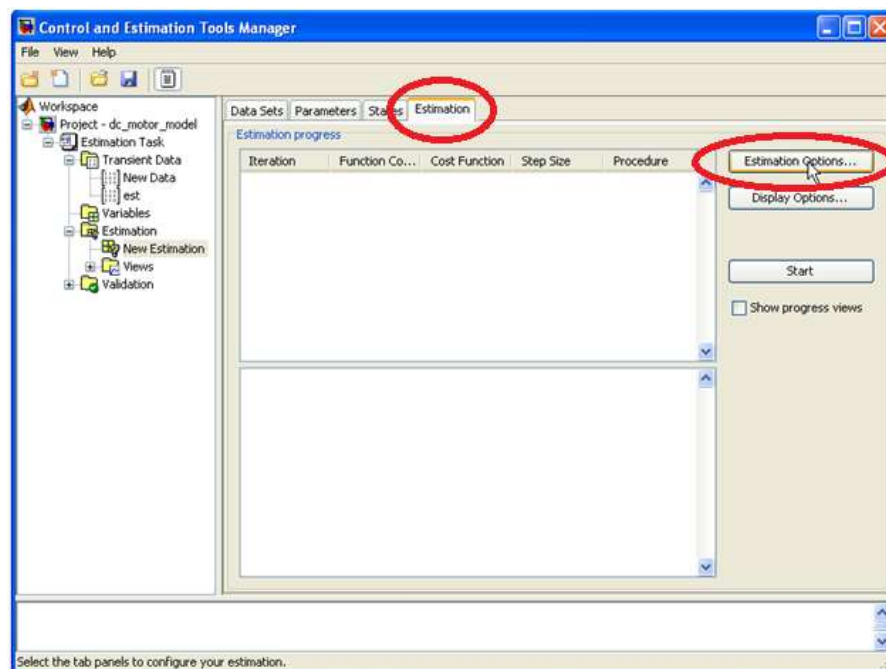 Control and Estimation Tools Manager
File View Help
Workspace
Project - dc_motor_model
Estimation Task
Transient Data
New Data
est
Variables
Estimation
New Estimation
Views
Validation
Data Sets Parameters States Estimation
Estimation progress
Iteration Function Co... Cost Function Step Size Procedure
Estimation Options...
Display Options...
Start
Show progress views
Select the tab panels to configure your estimation.